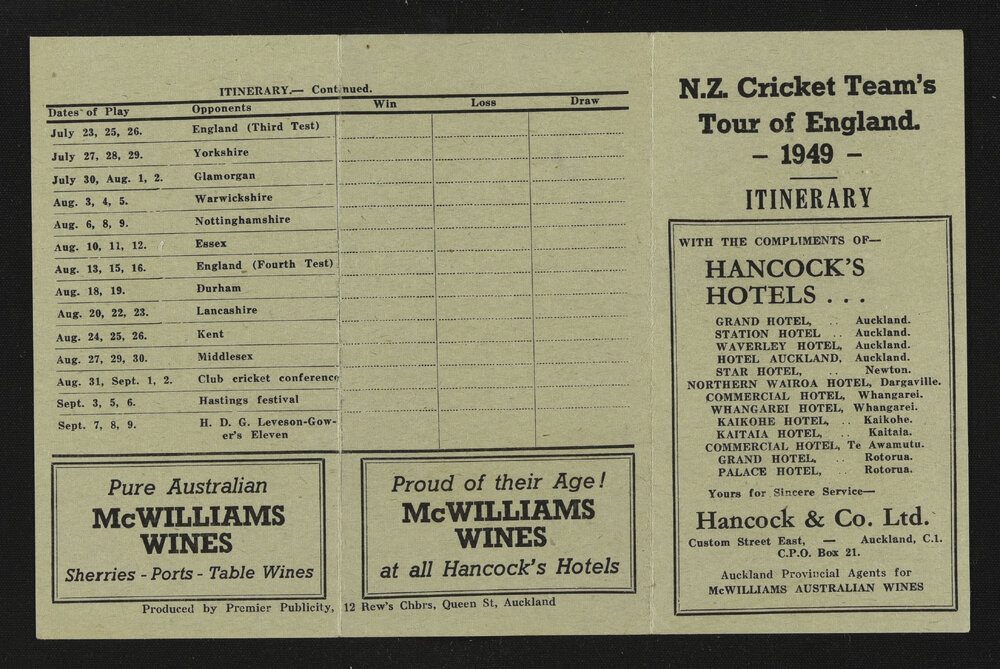 ITINERARY.— Continued.
Dates of Play Opponents Win Loss Draw
July 23, 25, 26. England (Third Test)
July 27, 28, 29. Yorkshire
July 30, Aug. 1, 2. Glamorgan
Aug. 3, 4, 5. Warwickshire
Aug. 6, 8, 9. Nottinghamshire
Aug. 10, 11, 12. Essex
Aug. 13, 15, 16. England (Fourth Test)
Aug. 18, 19. Durham
Aug. 20, 22, 23. Lancashire
Aug. 24, 25, 26. Kent
Aug. 27, 29, 30. Middlesex
Aug. 31, Sept. 1, 2. Club cricket conference
Sept. 3, 5, 6. Hastings festival
Sept. 7, 8, 9. H. D. G. Leveson-Gow-
er's Eleven
Pure Australian
McWILLIAMS
WINES
Sherries - Ports - Table Wines
Proud of their Age!
McWILLIAMS
WINES
at all Hancock's Hotels
Produced by Premier Publicity, 12 Rew's Chbrs, Queen St, Auckland
N.Z. Cricket Team's
Tour of England.
- 1949 -
ITINERARY
WITH THE COMPLIMENTS OF—
HANCOCK'S
HOTELS . . .
GRAND HOTEL, .. Auckland.
STATION HOTEL .. Auckland.
WAVERLEY HOTEL, Auckland.
HOTEL AUCKLAND, Auckland.
STAR HOTEL, .. Newton.
NORTHERN WAIROA HOTEL, Dargaville.
COMMERCIAL HOTEL, Whangarei.
WHANGAREI HOTEL, Whangarei.
KAIKOHE HOTEL, .. Kaikohe.
KAITAIA HOTEL, .. Kaitaia.
COMMERCIAL HOTEL, Te Awamutu.
GRAND HOTEL, .. Rotorua.
PALACE HOTEL, .. Rotorua.
Yours for Sincere Service—
Hancock & Co. Ltd.
Custom Street East, — Auckland, C.1.
C.P.O. Box 21.
Auckland Provincial Agents for
McWILLIAMS AUSTRALIAN WINES